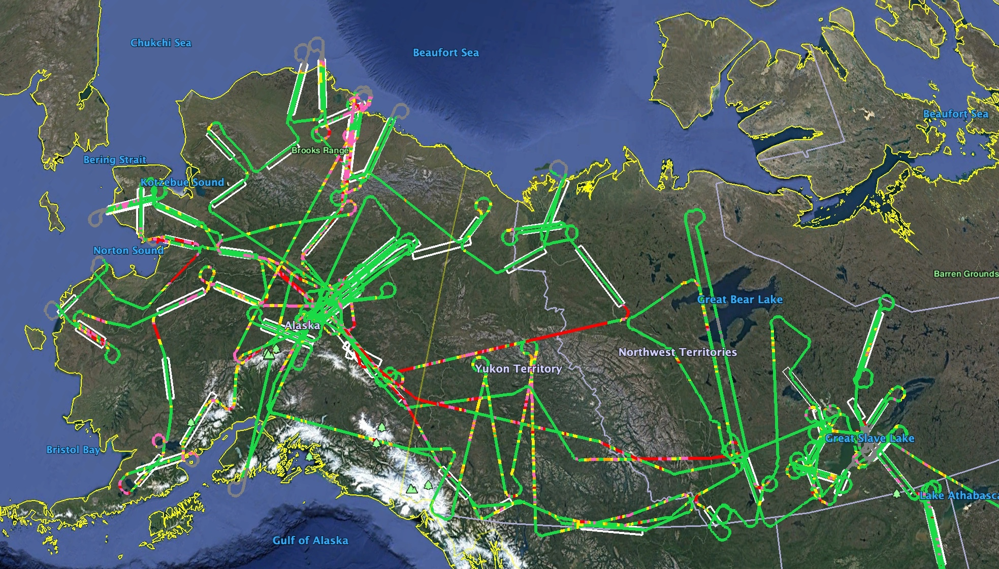 Chukchi Sea
Beaufort Sea
Beaufort Sea
Brooks Range
Bering Strait
Kotzebue Sound
Norton Sound
Barren Grounds
Great Bear Lake
Alaska
Northwest Territories
Yukon Territory
Great Slave Lake
Bristol Bay
Lake Athabasca
Gulf of Alaska